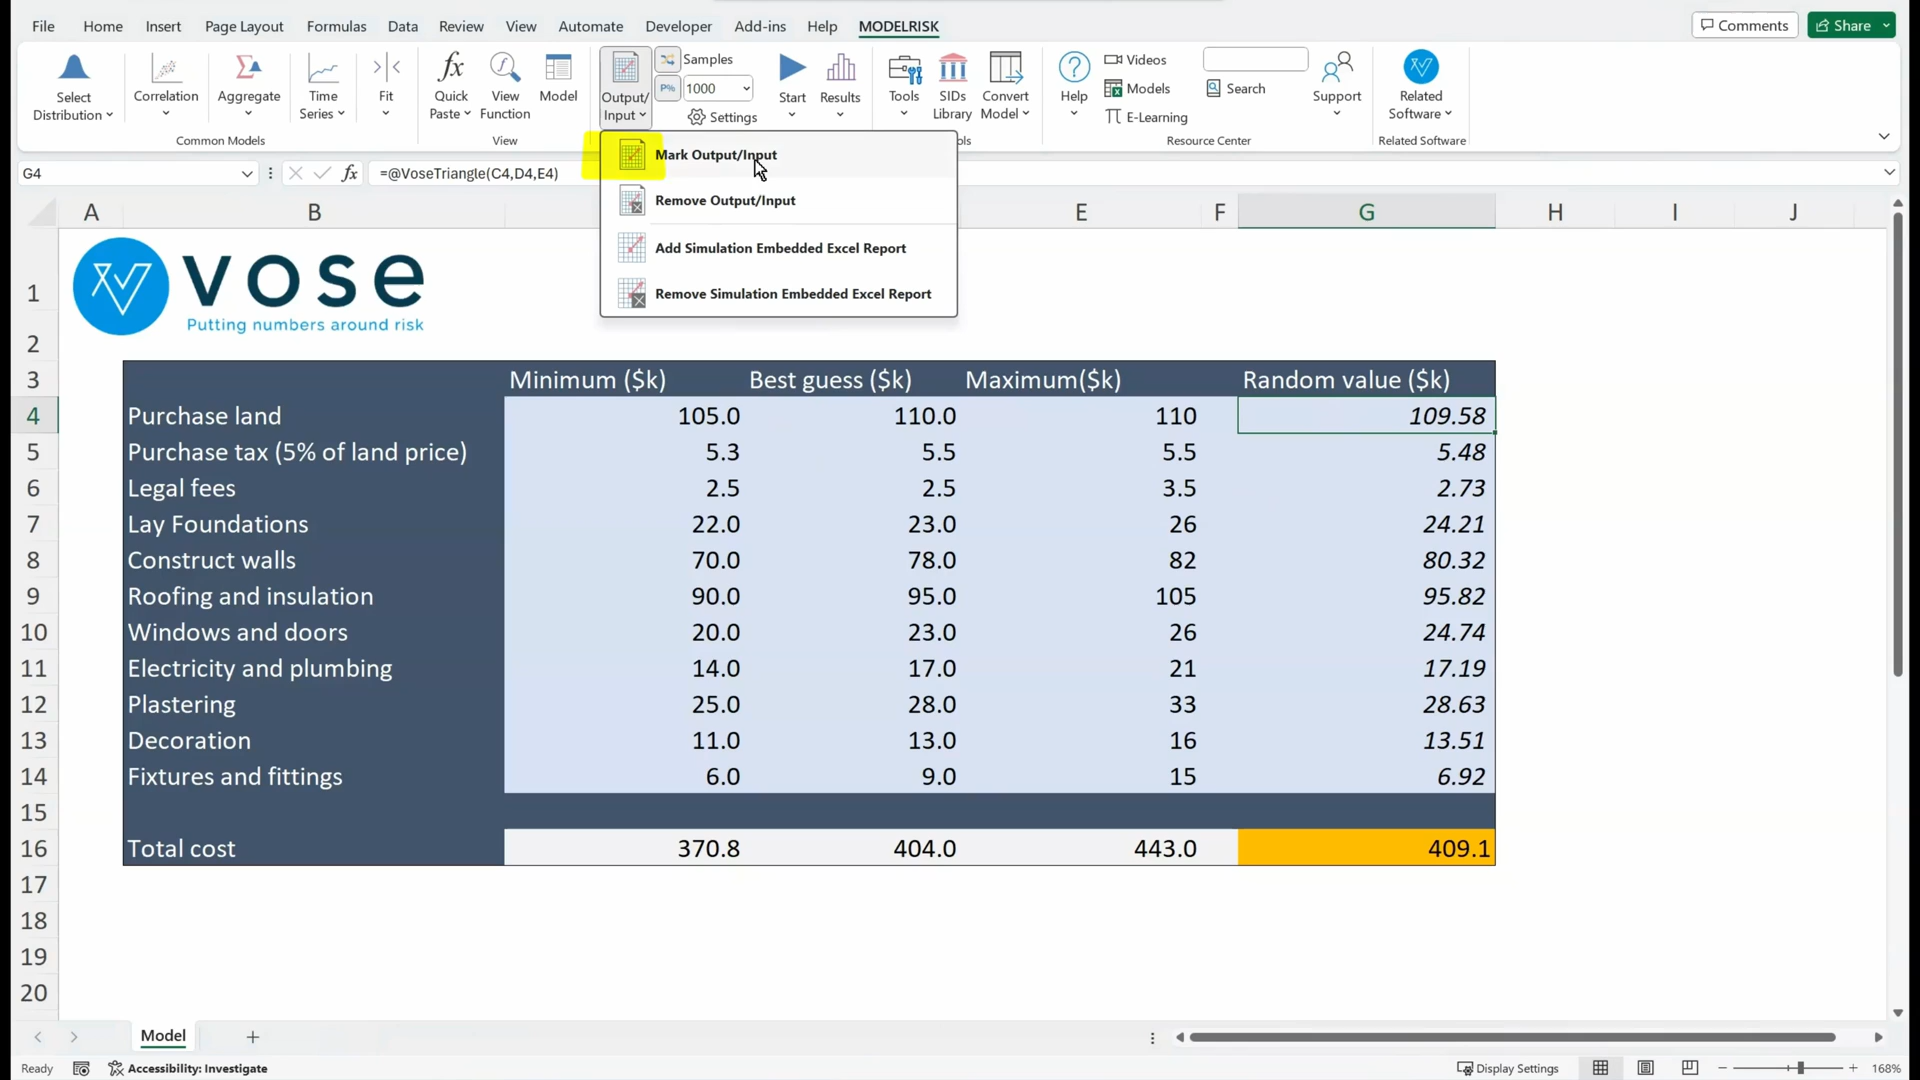 File Home Insert Page Layout Formulas Data Review View Automate Developer Add-ins Help MODELRISK Comments Share
Select Distribution
Correlation
Aggregate
Time Series
Fit
Common Models
Quick Paste
View Function
Model
View
Output/ Input
Samples
P%
1000
Settings
Start
Results
Tools
SIDs Library
Convert Model
ols
Help
Videos
Models
E-Learning
Search
Support
Resource Center
Related Software
Related Software
Mark Output/Input
Remove Output/Input
Add Simulation Embedded Excel Report
Remove Simulation Embedded Excel Report
G4 fx =@VoseTriangle(C4,D4,E4)
A B E F G H I J
1
vose
Putting numbers around risk
2
3 Minimum ($k) Best guess ($k) Maximum($k) Random value ($k)
4 Purchase land 105.0 110.0 110 109.58
5 Purchase tax (5% of land price) 5.3 5.5 5.5 5.48
6 Legal fees 2.5 2.5 3.5 2.73
7 Lay Foundations 22.0 23.0 26 24.21
8 Construct walls 70.0 78.0 82 80.32
9 Roofing and insulation 90.0 95.0 105 95.82
10 Windows and doors 20.0 23.0 26 24.74
11 Electricity and plumbing 14.0 17.0 21 17.19
12 Plastering 25.0 28.0 33 28.63
13 Decoration 11.0 13.0 16 13.51
14 Fixtures and fittings 6.0 9.0 15 6.92
15
16 Total cost 370.8 404.0 443.0 409.1
17
18
19
20
Model
Ready Accessibility: Investigate Display Settings 168%